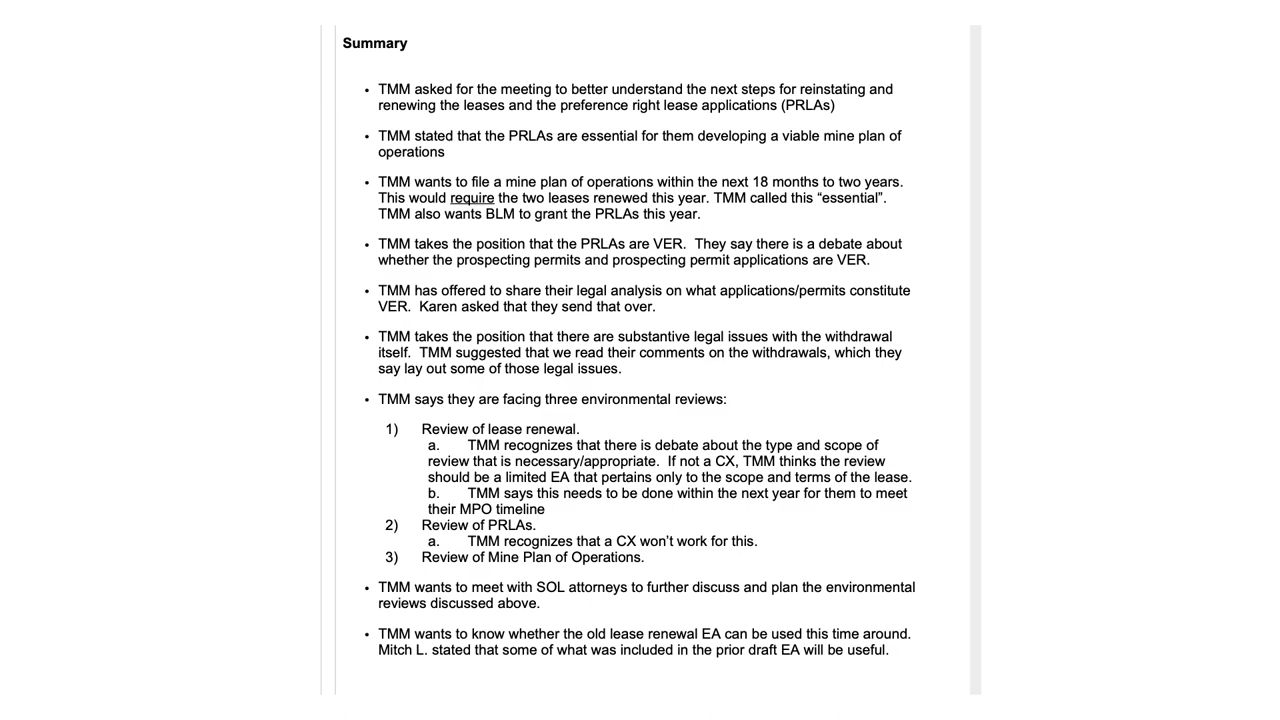 Summary
• TMM asked for the meeting to better understand the next steps for reinstating and
renewing the leases and the preference right lease applications (PRLAs)
• TMM stated that the PRLAs are essential for them developing a viable mine plan of
operations
• TMM wants to file a mine plan of operations within the next 18 months to two years.
This would require the two leases renewed this year. TMM called this “essential”.
TMM also wants BLM to grant the PRLAs this year.
• TMM takes the position that the PRLAs are VER.  They say there is a debate about
whether the prospecting permits and prospecting permit applications are VER.
• TMM has offered to share their legal analysis on what applications/permits constitute
VER.  Karen asked that they send that over.
• TMM takes the position that there are substantive legal issues with the withdrawal
itself.  TMM suggested that we read their comments on the withdrawals, which they
say lay out some of those legal issues.
• TMM says they are facing three environmental reviews:
1) Review of lease renewal.
a. TMM recognizes that there is debate about the type and scope of
review that is necessary/appropriate.  If not a CX, TMM thinks the review
should be a limited EA that pertains only to the scope and terms of the lease.
b. TMM says this needs to be done within the next year for them to meet
their MPO timeline
2) Review of PRLAs.
a. TMM recognizes that a CX won’t work for this.
3) Review of Mine Plan of Operations.
• TMM wants to meet with SOL attorneys to further discuss and plan the environmental
reviews discussed above.
• TMM wants to know whether the old lease renewal EA can be used this time around.
Mitch L. stated that some of what was included in the prior draft EA will be useful.